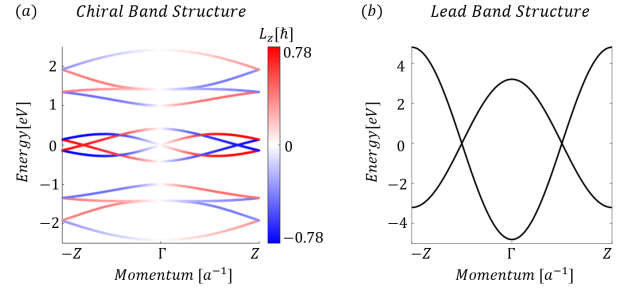 (a) Chiral Band Structure
L_z[ħ]
0.78
2
1
0
0
−1
−2
−0.78
Energy[eV]
−Z Γ Z
Momentum [a⁻¹]
(b) Lead Band Structure
4
2
0
−2
−4
Energy[eV]
−Z Γ Z
Momentum [a⁻¹]